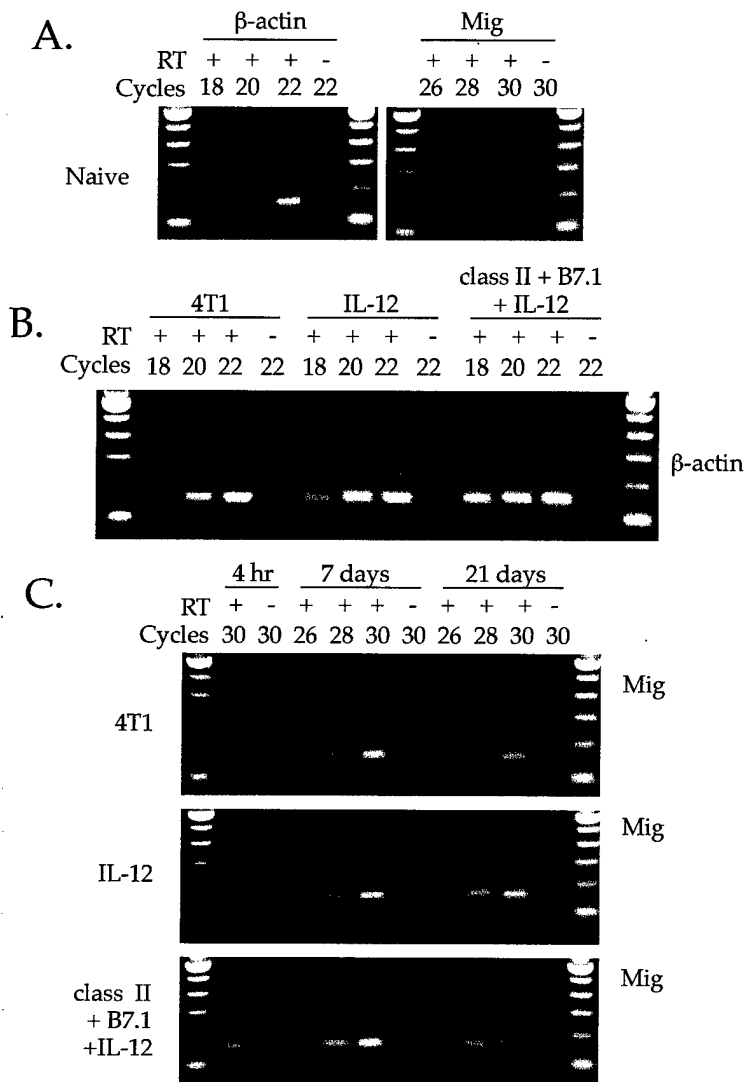 A.
β-actin Mig
RT + + + - + + + -
Cycles 18 20 22 22 26 28 30 30
Naive
B.
class II + B7.1
4T1 IL-12 + IL-12
RT + + + - + + + - + + + -
Cycles 18 20 22 22 18 20 22 22 18 20 22 22
β-actin
C.
4 hr 7 days 21 days
RT + - + + + - + + + -
Cycles 30 30 26 28 30 30 26 28 30 30
4T1 Mig
IL-12 Mig
class II
+ B7.1
+IL-12
Mig